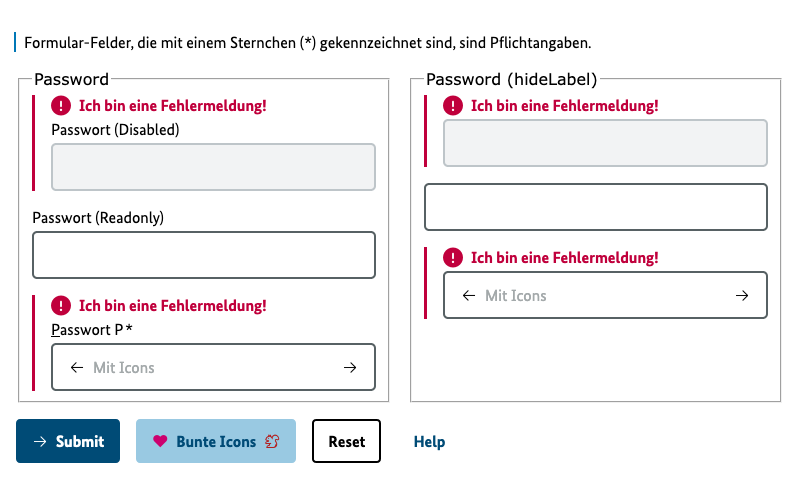 Formular-Felder, die mit einem Sternchen (*) gekennzeichnet sind, sind Pflichtangaben.
Password
Ich bin eine Fehlermeldung!
Passwort (Disabled)
Passwort (Readonly)
Ich bin eine Fehlermeldung!
Passwort P*
Mit Icons
Password (hideLabel)
Ich bin eine Fehlermeldung!
Ich bin eine Fehlermeldung!
Mit Icons
Submit
Bunte Icons
Reset
Help